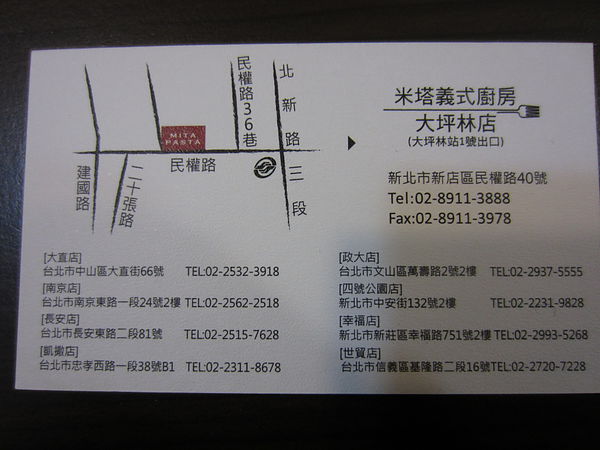 民權路36巷
北新路三段
MITA
PASTA
民權路
建國路
二十張路
米塔義式廚房
大坪林店
(大坪林站1號出口)
新北市新店區民權路40號
Tel:02-8911-3888
Fax:02-8911-3978
[大直店]
台北市中山區大直街66號 TEL:02-2532-3918
[南京店]
台北市南京東路一段24號2樓 TEL:02-2562-2518
[長安店]
台北市長安東路二段81號 TEL:02-2515-7628
[凱撒店]
台北市忠孝西路一段38號B1 TEL:02-2311-8678
[政大店]
台北市文山區萬壽路2號2樓 TEL:02-2937-5555
[四號公園店]
新北市中安街132號2樓 TEL:02-2231-9828
[幸福店]
新北市新莊區幸福路751號2樓 TEL:02-2993-5268
[世貿店]
台北市信義區基隆路二段16號 TEL:02-2720-7228